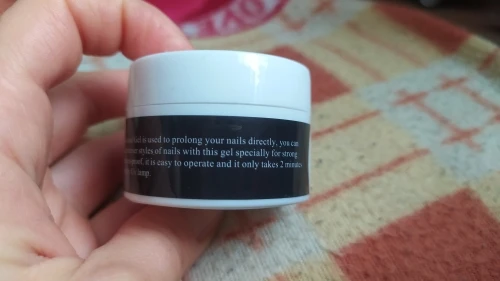 is used to prolong your nails directly, you can
styles of nails with this gel specially for strong
it is easy to operate and it only takes 2 minutes
lamp.